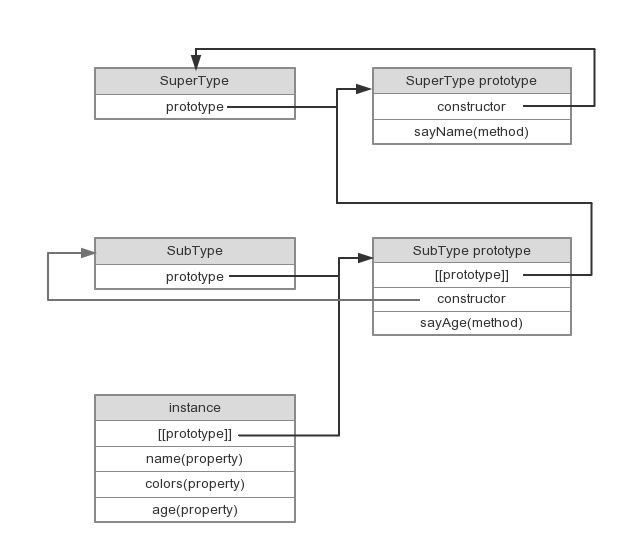 SuperType
prototype
SuperType prototype
constructor
sayName(method)
SubType
prototype
SubType prototype
[[prototype]]
constructor
sayAge(method)
instance
[[prototype]]
name(property)
colors(property)
age(property)